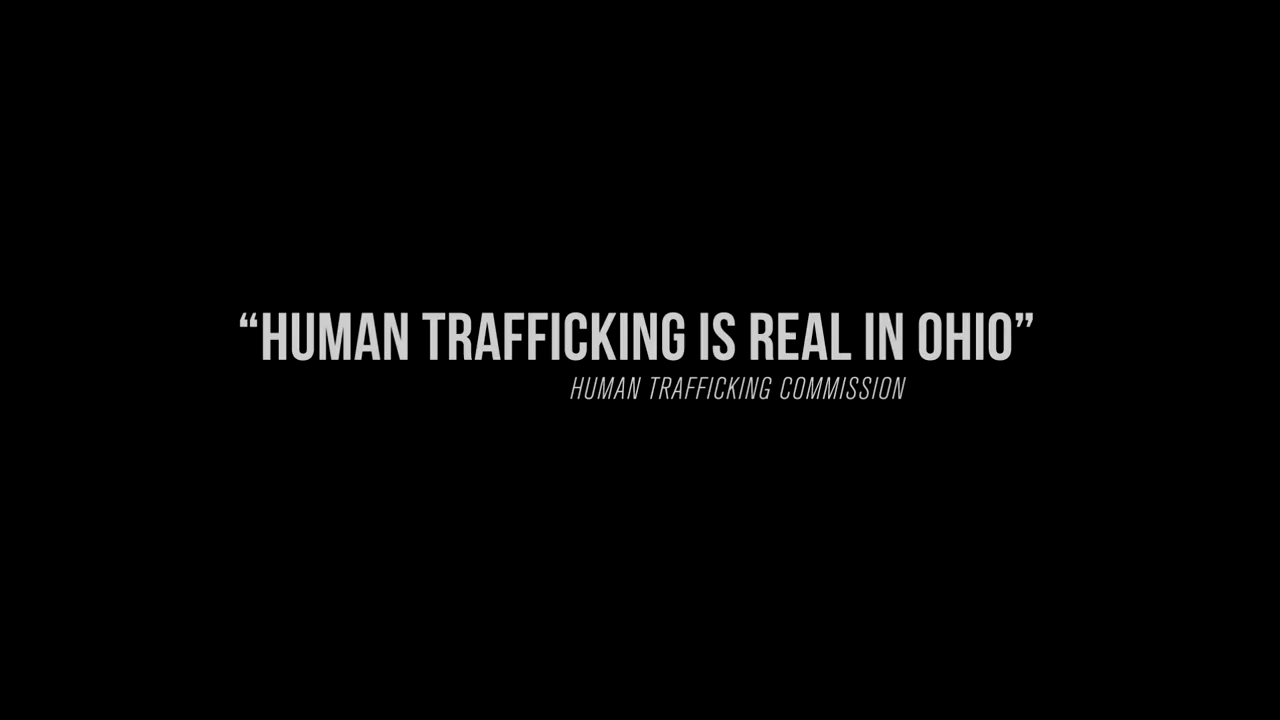 “HUMAN TRAFFICKING IS REAL IN OHIO”
HUMAN TRAFFICKING COMMISSION